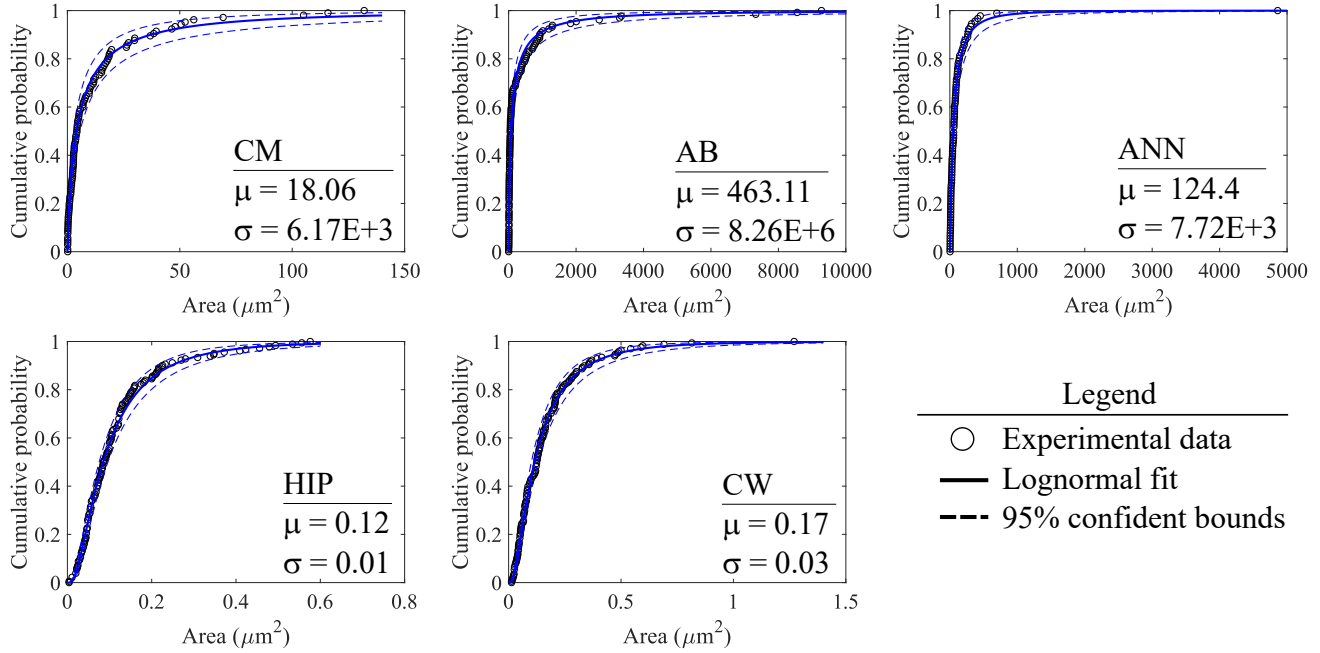 1
0.8
0.6
0.4
0.2
0
Cumulative probability
CM
μ = 18.06
σ = 6.17E+3
0 50 100 150
Area (μm²)
1
0.8
0.6
0.4
0.2
0
Cumulative probability
AB
μ = 463.11
σ = 8.26E+6
0 2000 4000 6000 8000 10000
Area (μm²)
1
0.8
0.6
0.4
0.2
0
Cumulative probability
ANN
μ = 124.4
σ = 7.72E+3
0 1000 2000 3000 4000 5000
Area (μm²)
1
0.8
0.6
0.4
0.2
0
Cumulative probability
HIP
μ = 0.12
σ = 0.01
0 0.2 0.4 0.6 0.8
Area (μm²)
1
0.8
0.6
0.4
0.2
0
Cumulative probability
CW
μ = 0.17
σ = 0.03
0 0.5 1 1.5
Area (μm²)
Legend
Experimental data
Lognormal fit
95% confident bounds